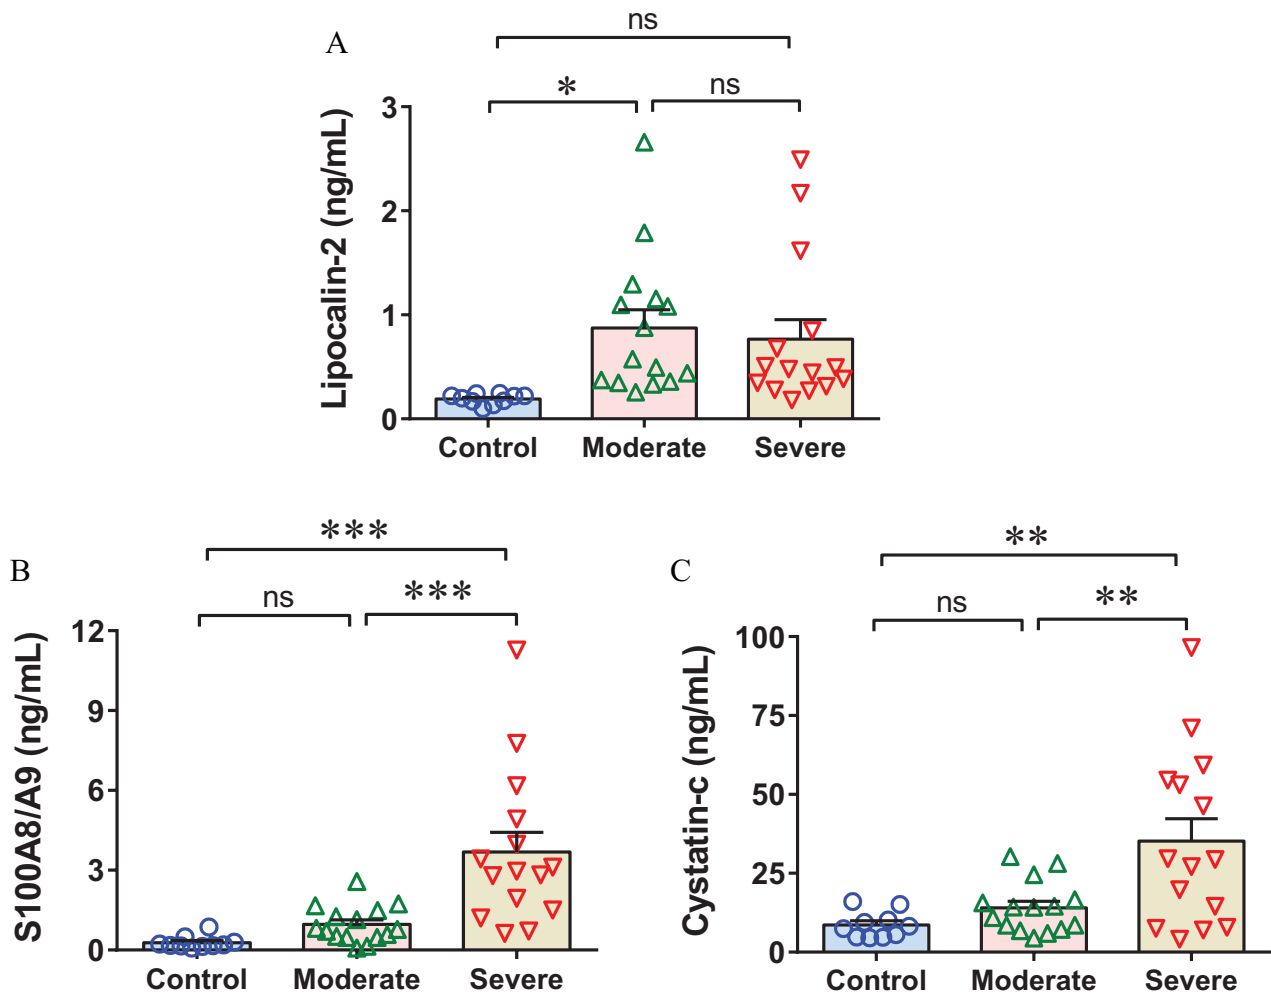 A
ns
*
ns
Lipocalin-2 (ng/mL)
3
2
1
0
Control
Moderate
Severe
B
***
ns
***
S100A8/A9 (ng/mL)
12
9
6
3
0
Control
Moderate
Severe
C
**
ns
**
Cystatin-c (ng/mL)
100
75
50
25
0
Control
Moderate
Severe